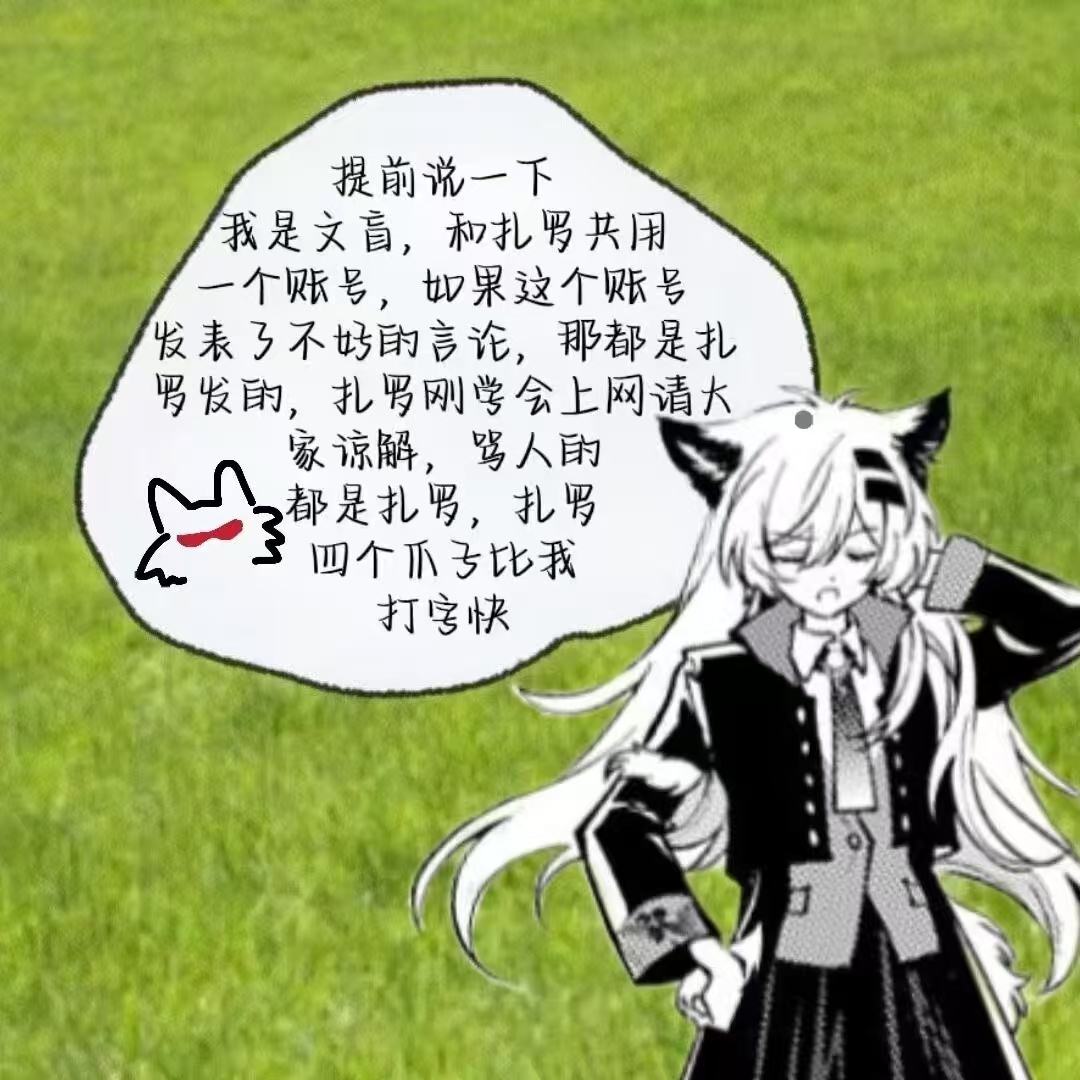 提前说一下
我是文盲，和扎罗共用
一个账号，如果这个账号
发表了不好的言论，那都是扎
罗发的，扎罗刚学会上网请大
家谅解，骂人的
都是扎罗，扎罗
四个爪子比我
打字快